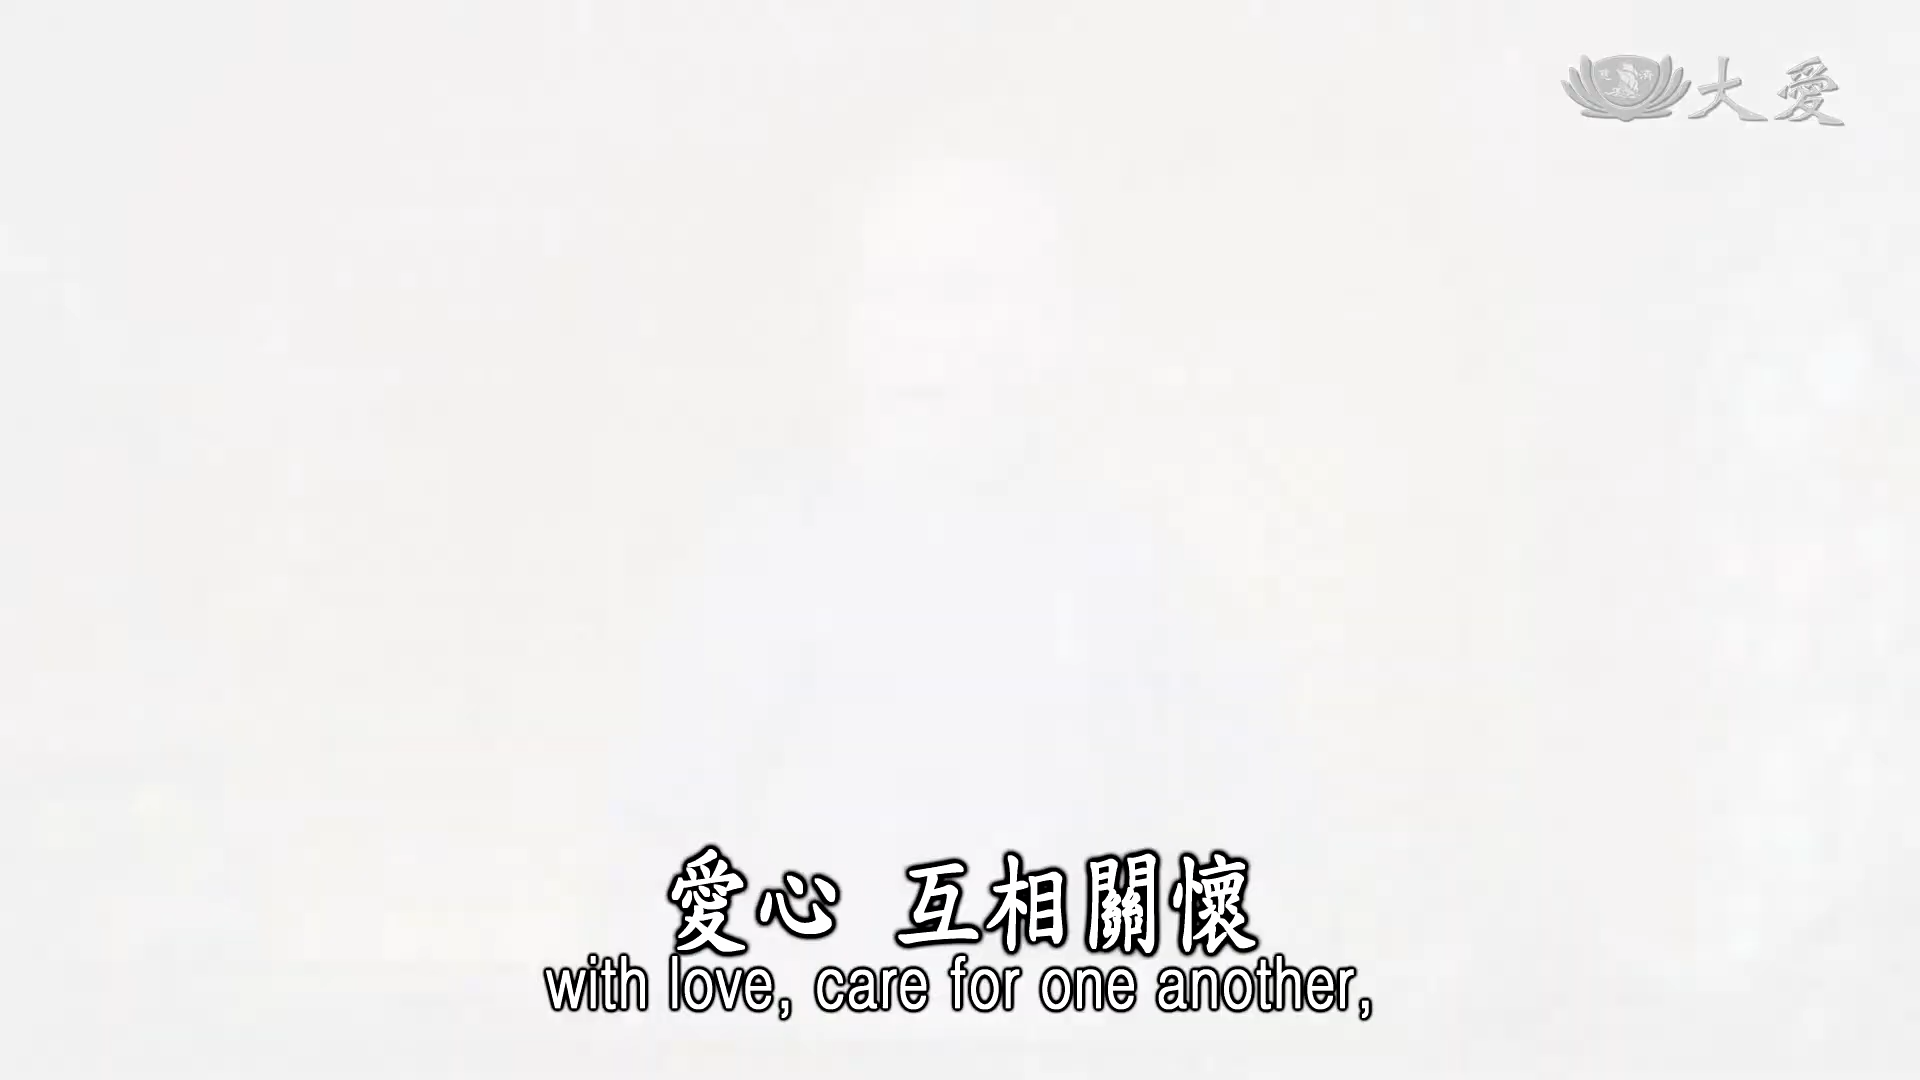 大愛
愛心 互相關懷
with love, care for one another,